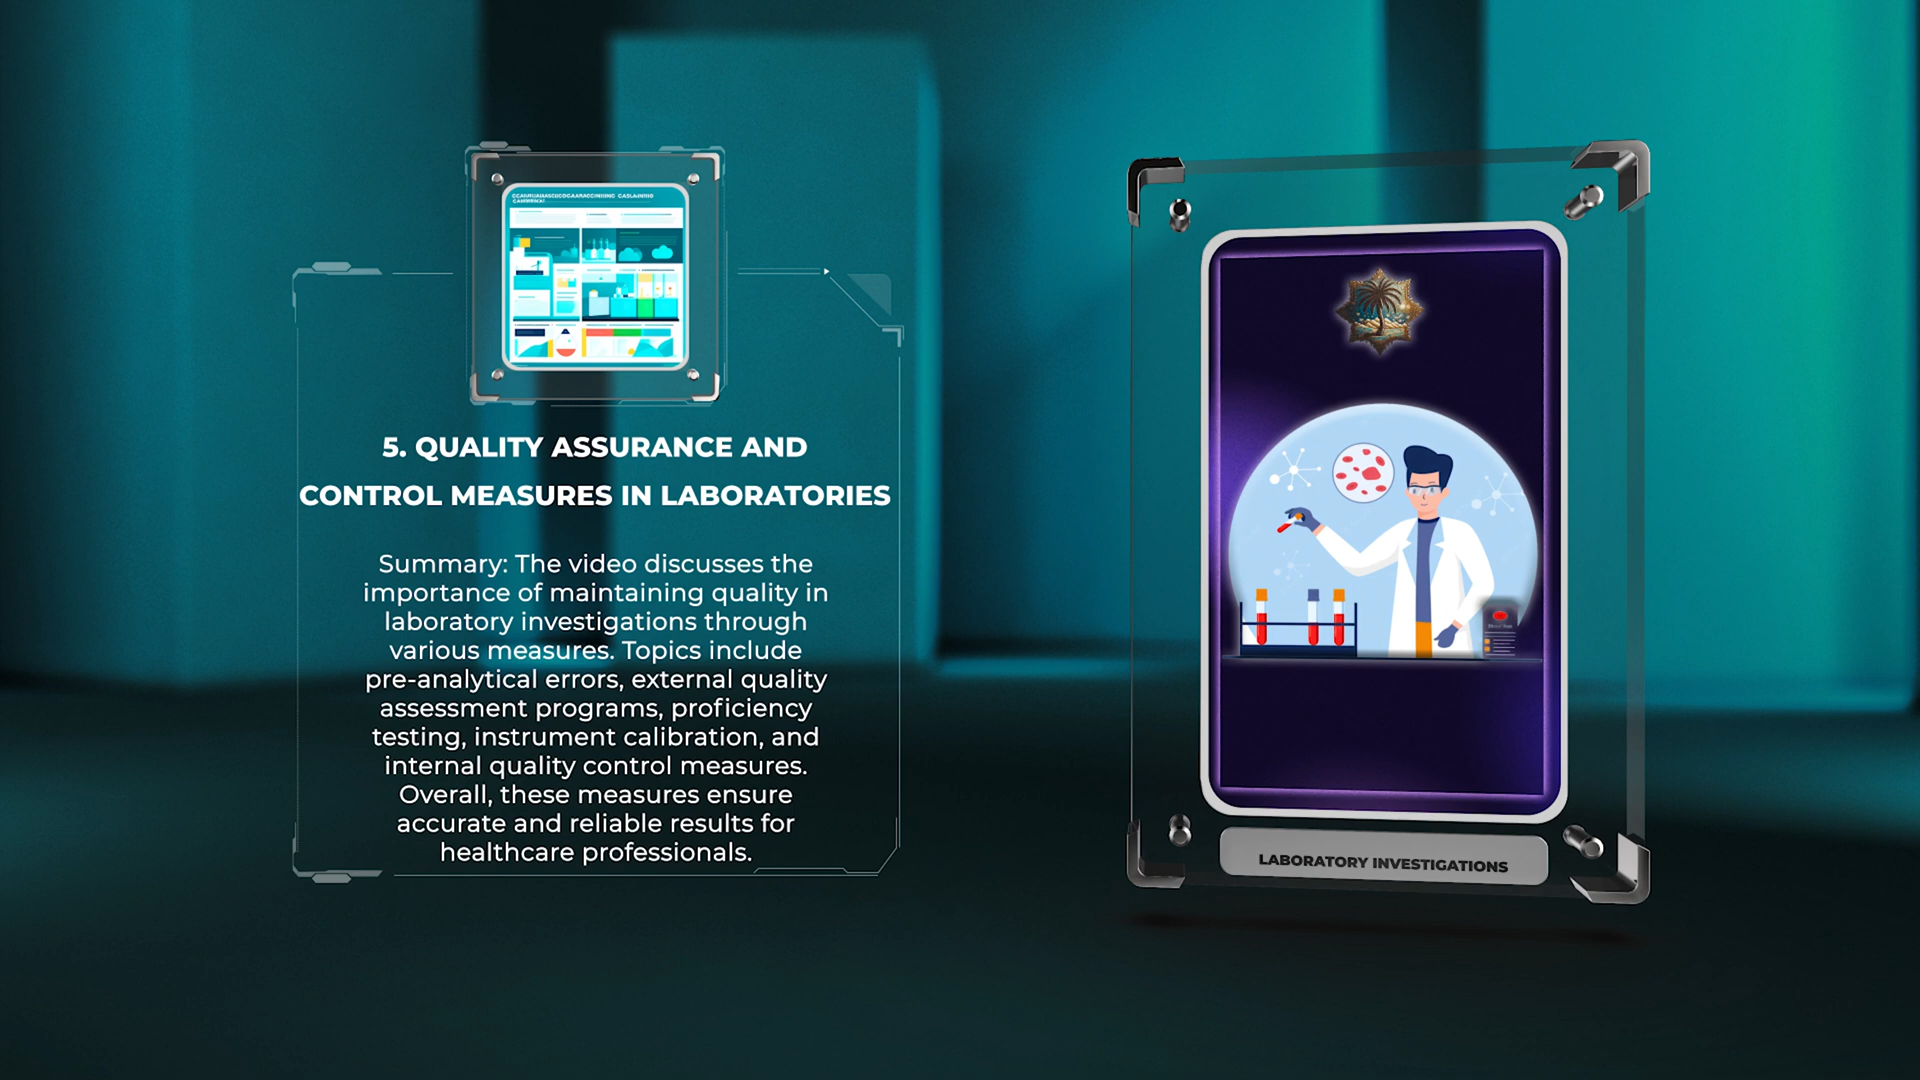 5. QUALITY ASSURANCE AND
CONTROL MEASURES IN LABORATORIES
Summary: The video discusses the
importance of maintaining quality in
laboratory investigations through
various measures. Topics include
pre-analytical errors, external quality
assessment programs, proficiency
testing, instrument calibration, and
internal quality control measures.
Overall, these measures ensure
accurate and reliable results for
healthcare professionals.
LABORATORY INVESTIGATIONS